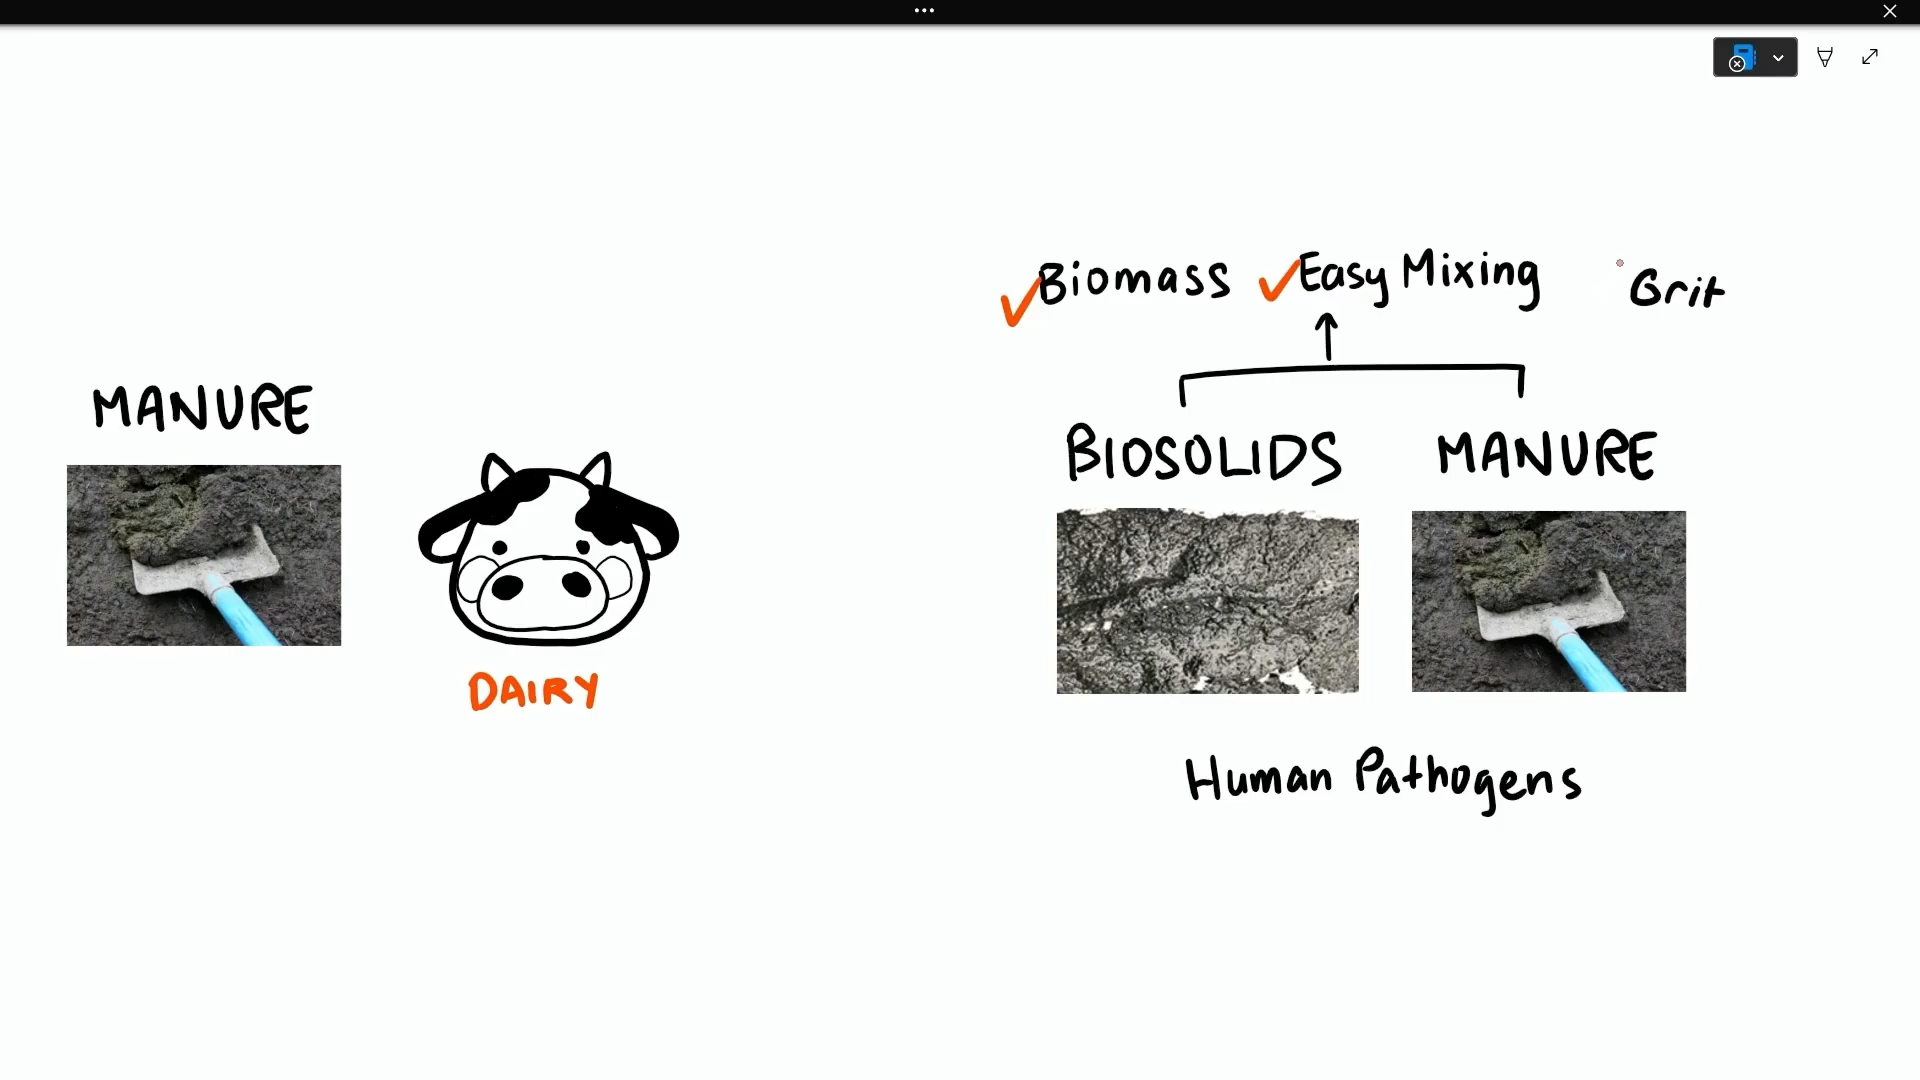 Biomass Easy Mixing Grit
MANURE
BIOSOLIDS MANURE
DAIRY
Human Pathogens